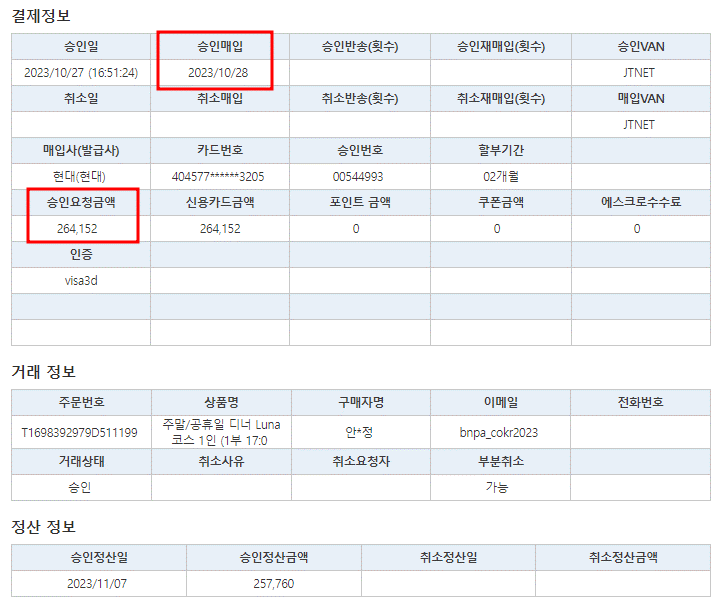 결제정보
승인일 승인매입 승인반송(횟수) 승인재매입(횟수) 승인VAN
2023/10/27 (16:51:24) 2023/10/28 JTNET
취소일 취소매입 취소반송(횟수) 취소재매입(횟수) 매입VAN
JTNET
매입사(발급사) 카드번호 승인번호 할부기간
현대(현대) 404577******3205 00544993 02개월
승인요청금액 신용카드금액 포인트 금액 쿠폰금액 에스크로수수료
264,152 264,152 0 0 0
인증
visa3d
거래 정보
주문번호 상품명 구매자명 이메일 전화번호
T1698392979D511199 주말/공휴일 디너 Luna 안*정 bnpa_cokr2023
코스 1인 (1부 17:0
거래상태 취소사유 취소요청자 부분취소
승인 가능
정산 정보
승인정산일 승인정산금액 취소정산일 취소정산금액
2023/11/07 257,760